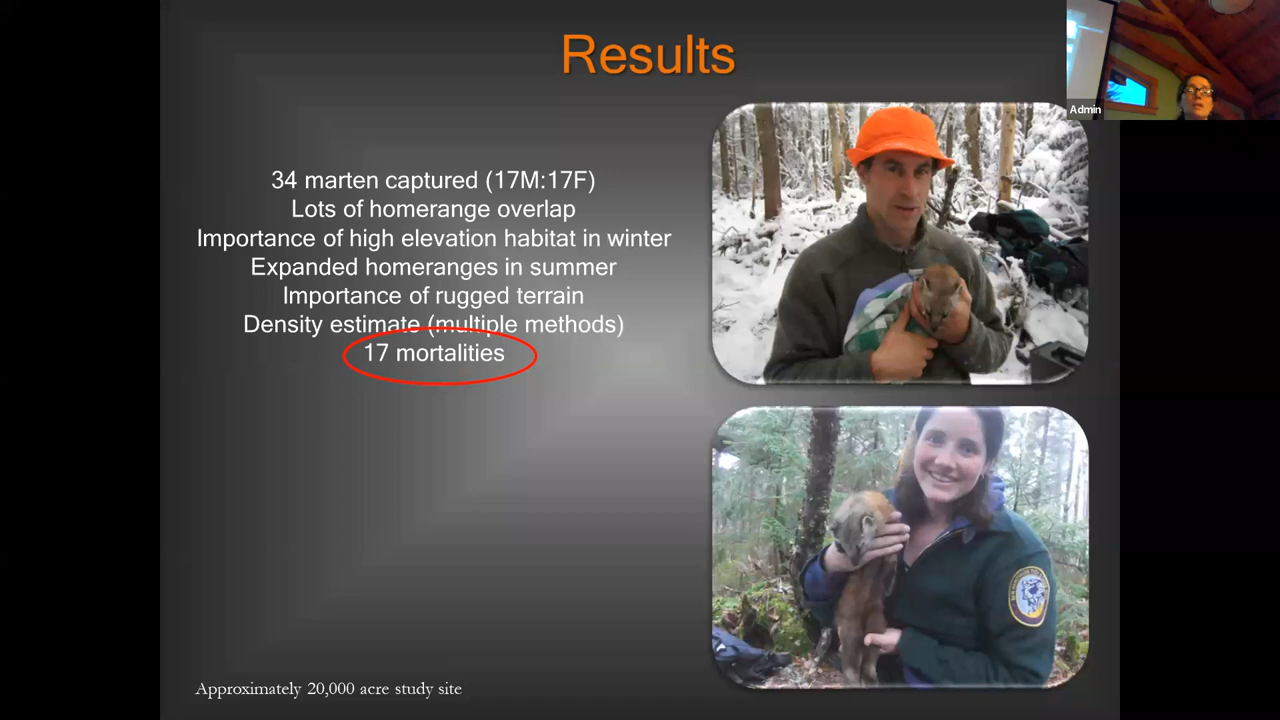 Results
Admin
34 marten captured (17M:17F)
Lots of homerange overlap
Importance of high elevation habitat in winter
Expanded homeranges in summer
Importance of rugged terrain
Density estimate (multiple methods)
17 mortalities
Approximately 20,000 acre study site